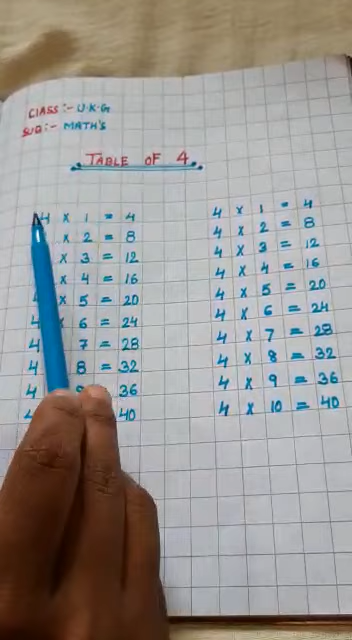 CLASS :- U.K.G
SUB :- MATH'S
TABLE OF 4
4 x 1 = 4 4 x 1 = 4
x 2 = 8 4 x 2 = 8
x 3 = 12 4 x 3 = 12
x 4 = 16 4 x 4 = 16
x 5 = 20 4 x 5 = 20
4 x 6 = 24 4 x 6 = 24
4 7 = 28 4 x 7 = 28
4 8 = 32 4 x 8 = 32
4 = 36 4 x 9 = 36
40 4 x 10 = 40